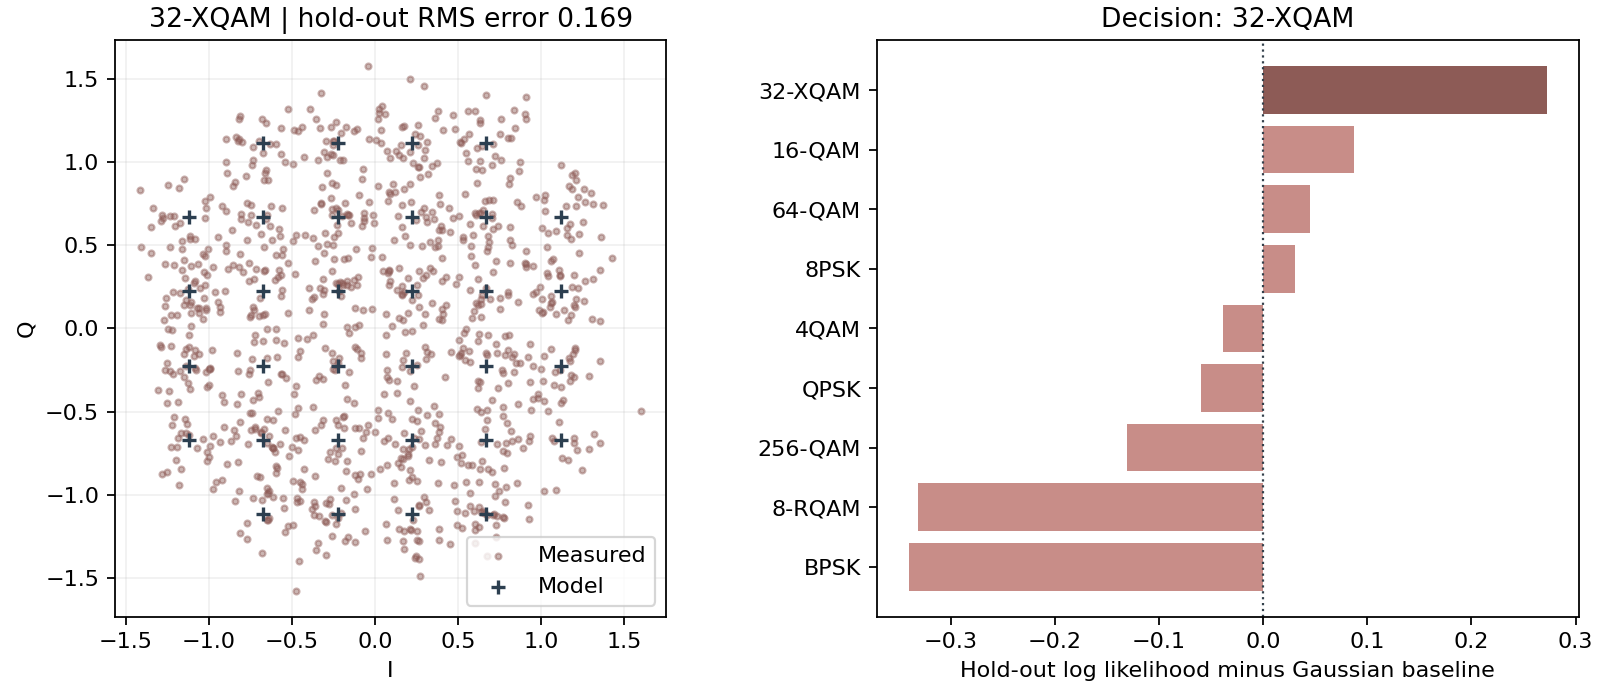 32-XQAM | hold-out RMS error 0.169
1.5
1.0
0.5
0.0
−0.5
−1.0
−1.5
Q
−1.5 −1.0 −0.5 0.0 0.5 1.0 1.5
I
Measured
Model
Decision: 32-XQAM
32-XQAM
16-QAM
64-QAM
8PSK
4QAM
QPSK
256-QAM
8-RQAM
BPSK
−0.3 −0.2 −0.1 0.0 0.1 0.2 0.3
Hold-out log likelihood minus Gaussian baseline